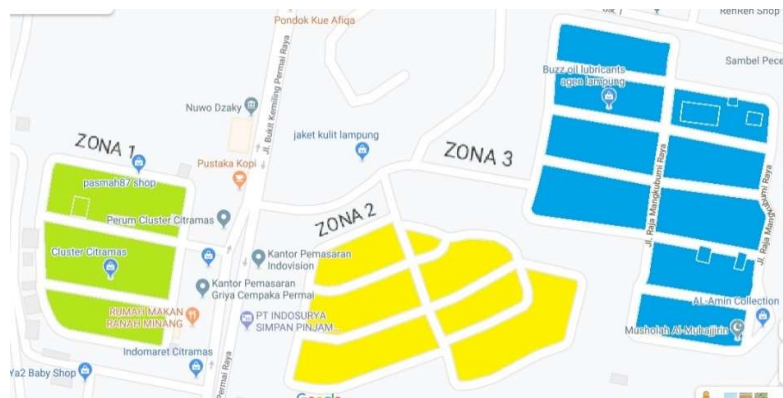 Pondok Kue Afiqa
RenRen Shop
Sambel Pece
Buzz oil lubricants
agen lampung
Jl. Bukit Kemiling Permai Raya
Nuwo Dzaky
jaket kulit lampung
ZONA 1
ZONA 3
Pustaka Kopi
pasmah87 shop
Jl. Raja Mangkubumi Raya
Jl. Raja Mangkubumi Raya
ZONA 2
Perum Cluster Citramas
Cluster Citramas
Kantor Pemasaran
Indovision
Kantor Pemasaran
Griya Cempaka Permai
RUMAH MAKAN
RANAH MINANG
PT INDOSURYA
SIMPAN PINJAM...
AL-Amin Collection
Musholah Al-Muhajjirin
Indomaret Citramas
Permai Raya
Ya2 Baby Shop
Google